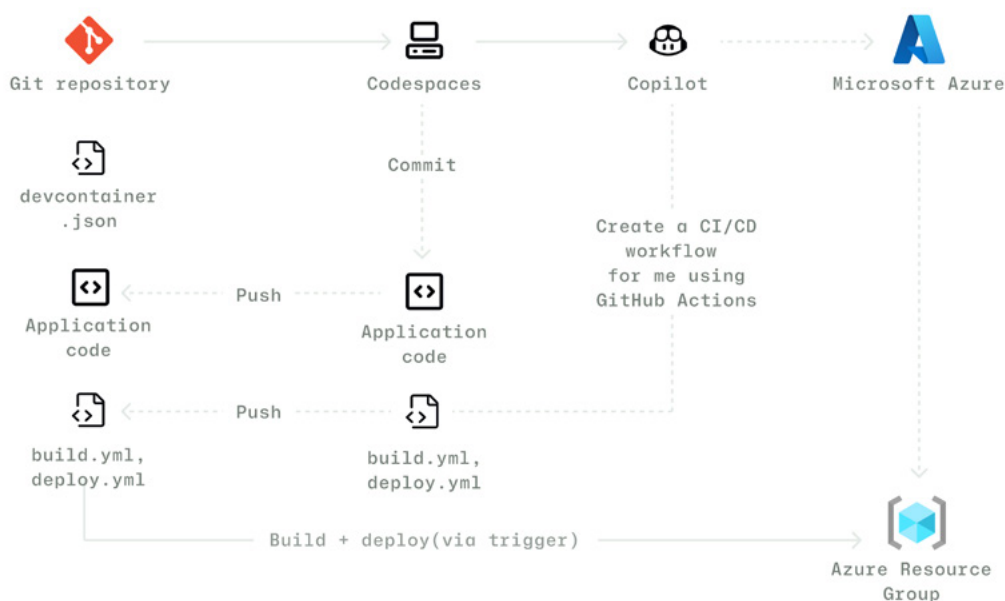 Git repository
Codespaces
Copilot
Microsoft Azure
Commit
devcontainer
.json
Create a CI/CD
workflow
for me using
GitHub Actions
Push
Application
code
Application
code
Push
build.yml,
deploy.yml
build.yml,
deploy.yml
Build + deploy(via trigger)
Azure Resource
Group